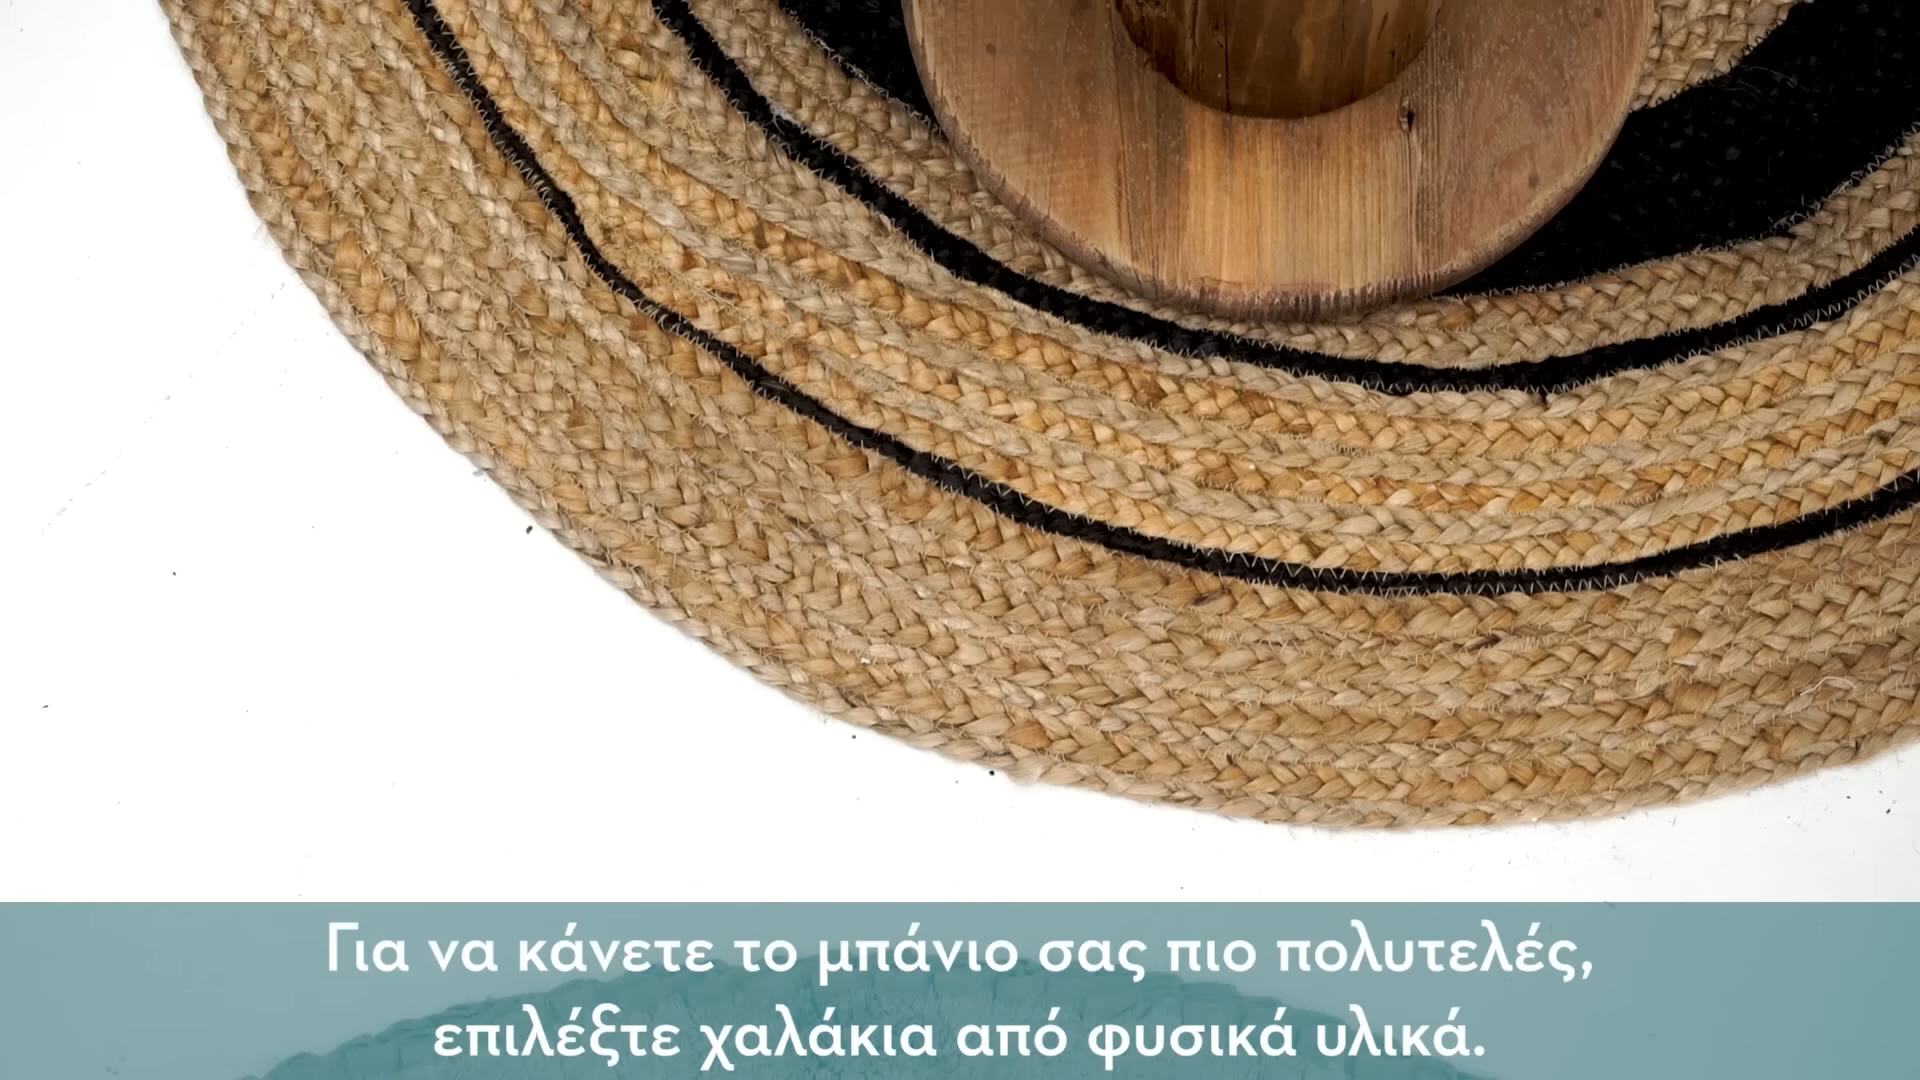 Για να κάνετε το μπάνιο σας πιο πολυτελές,
επιλέξτε χαλάκια από φυσικά υλικά.